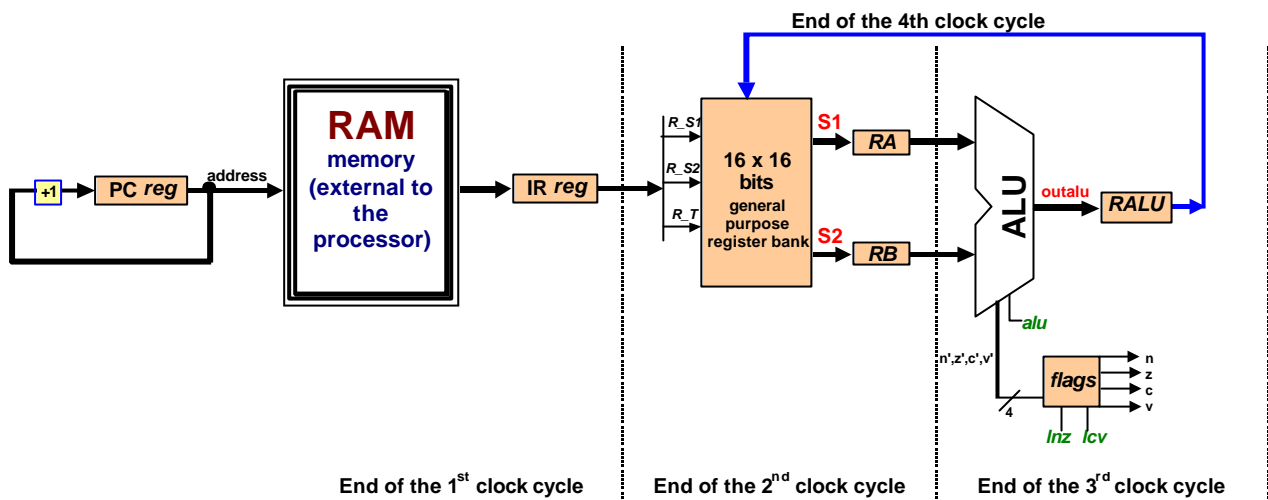 End of the 4th clock cycle
RAM
memory
(external to
the
processor)
+1
PC reg
address
IR reg
R_S1
R_S2
R_T
16 x 16
bits
general
purpose
register bank
S1
S2
RA
RB
ALU
outalu
RALU
alu
n',z',c',v'
4
flags
n
z
c
v
lnz
lcv
End of the 1st clock cycle
End of the 2nd clock cycle
End of the 3rd clock cycle